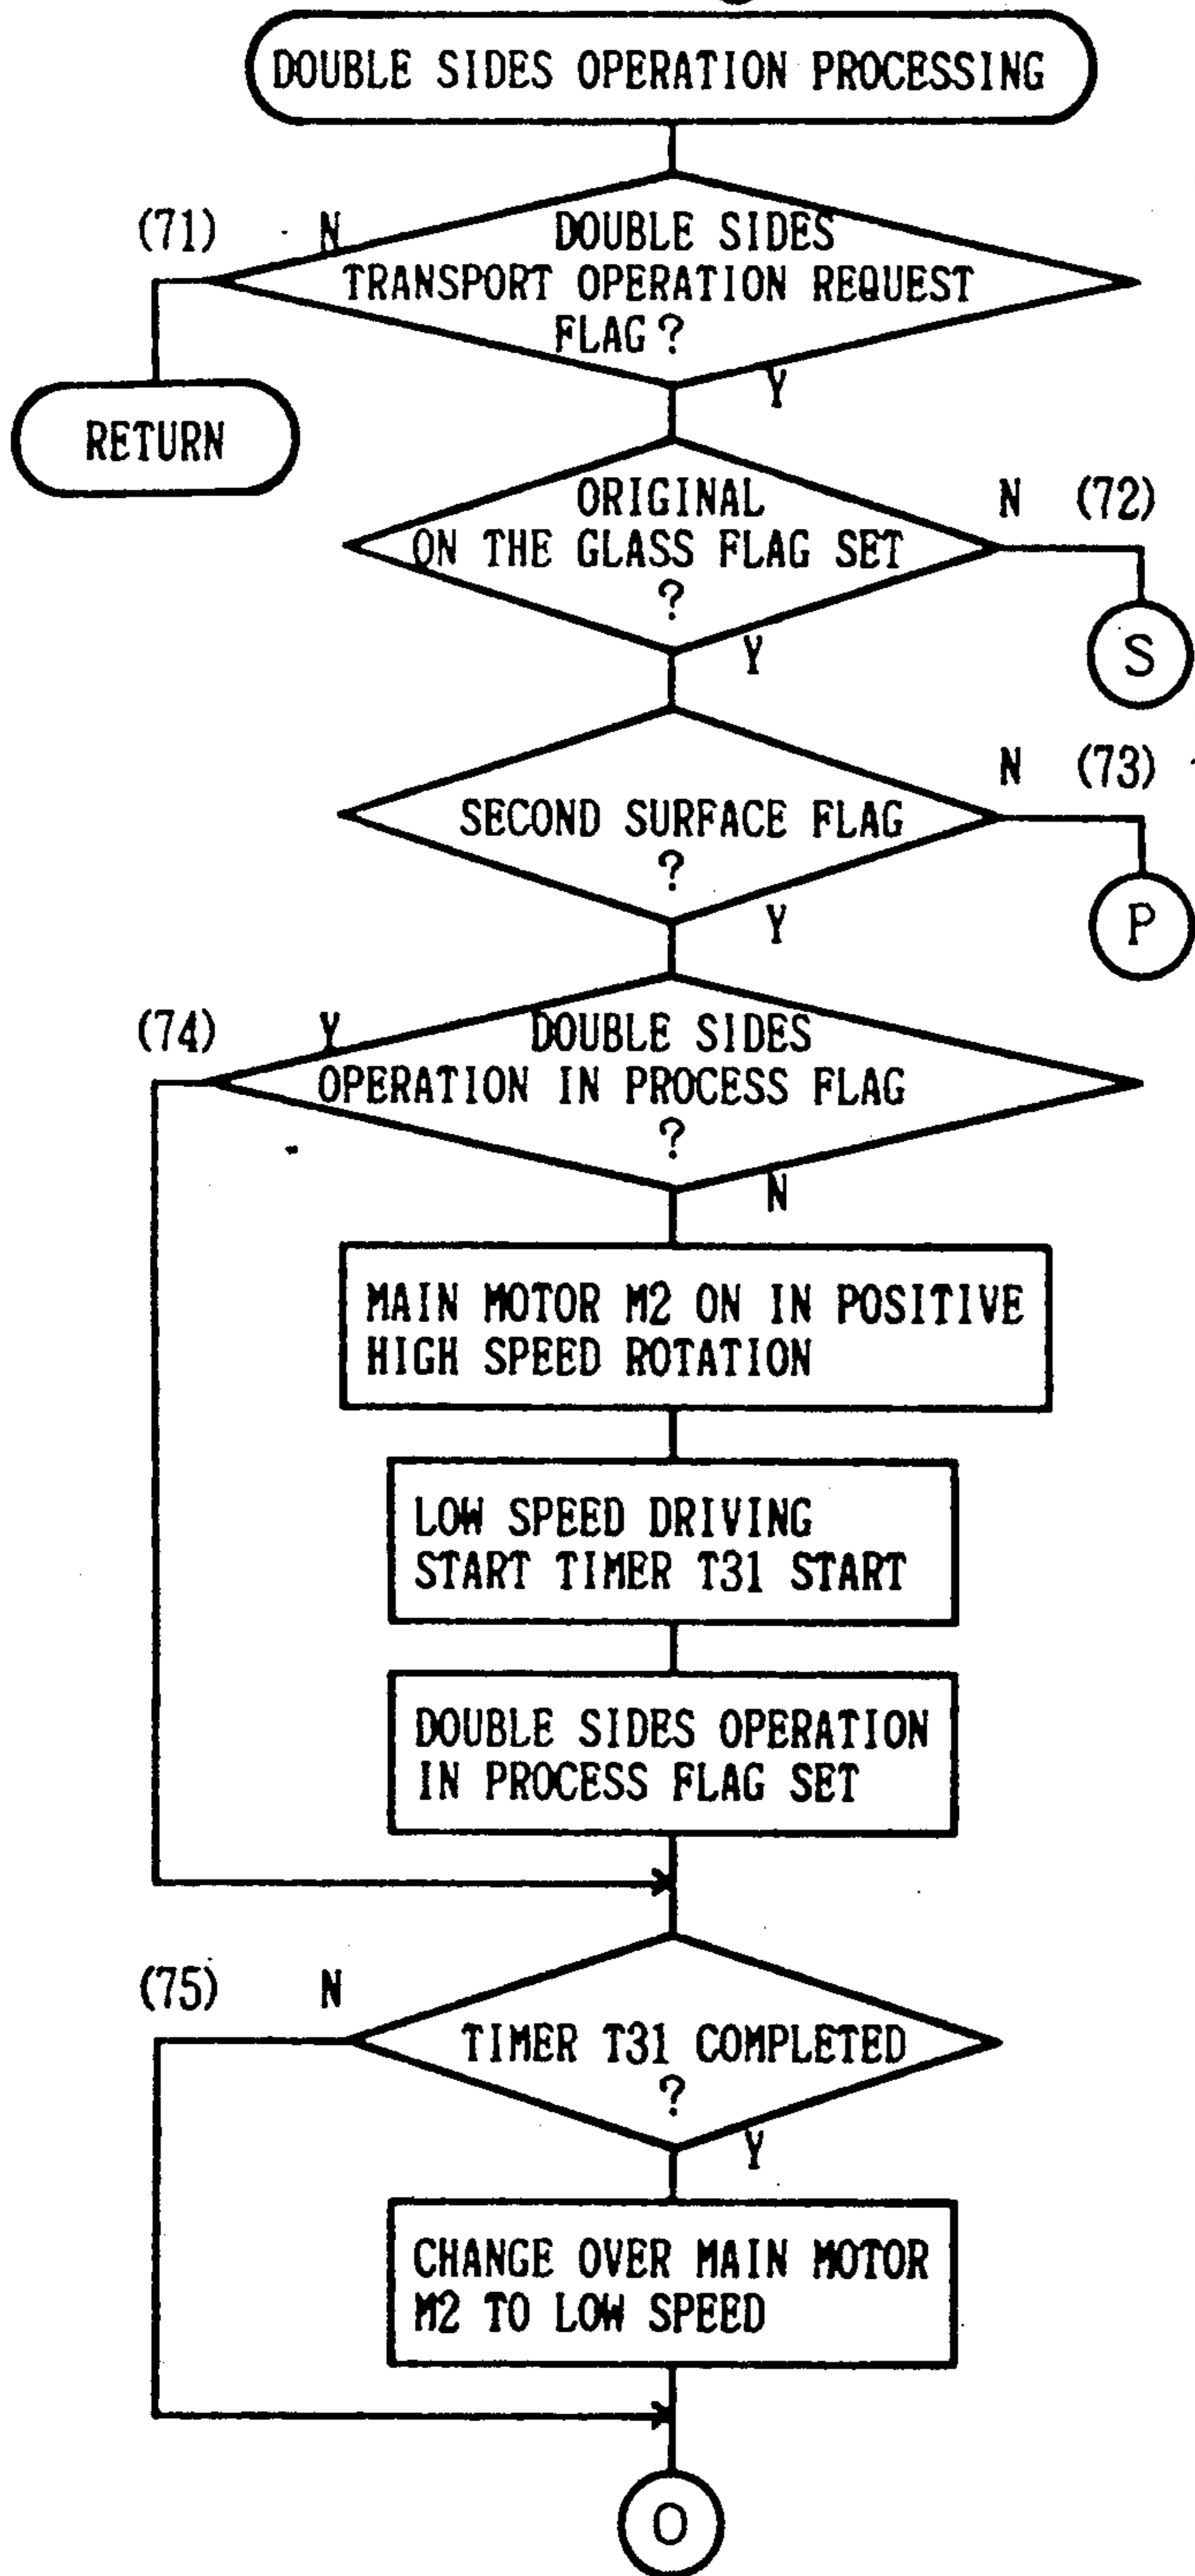 DOUBLE SIDES OPERATION PROCESSING
(71) N
DOUBLE SIDES
TRANSPORT OPERATION REQUEST
FLAG?
Y
RETURN
ORIGINAL
ON THE GLASS FLAG SET
?
N (72)
Y
S
SECOND SURFACE FLAG
?
N (73)
Y
P
(74) Y
DOUBLE SIDES
OPERATION IN PROCESS FLAG
?
N
MAIN MOTOR M2 ON IN POSITIVE
HIGH SPEED ROTATION
LOW SPEED DRIVING
START TIMER T31 START
DOUBLE SIDES OPERATION
IN PROCESS FLAG SET
(75) N
TIMER T31 COMPLETED
?
Y
CHANGE OVER MAIN MOTOR
M2 TO LOW SPEED
O